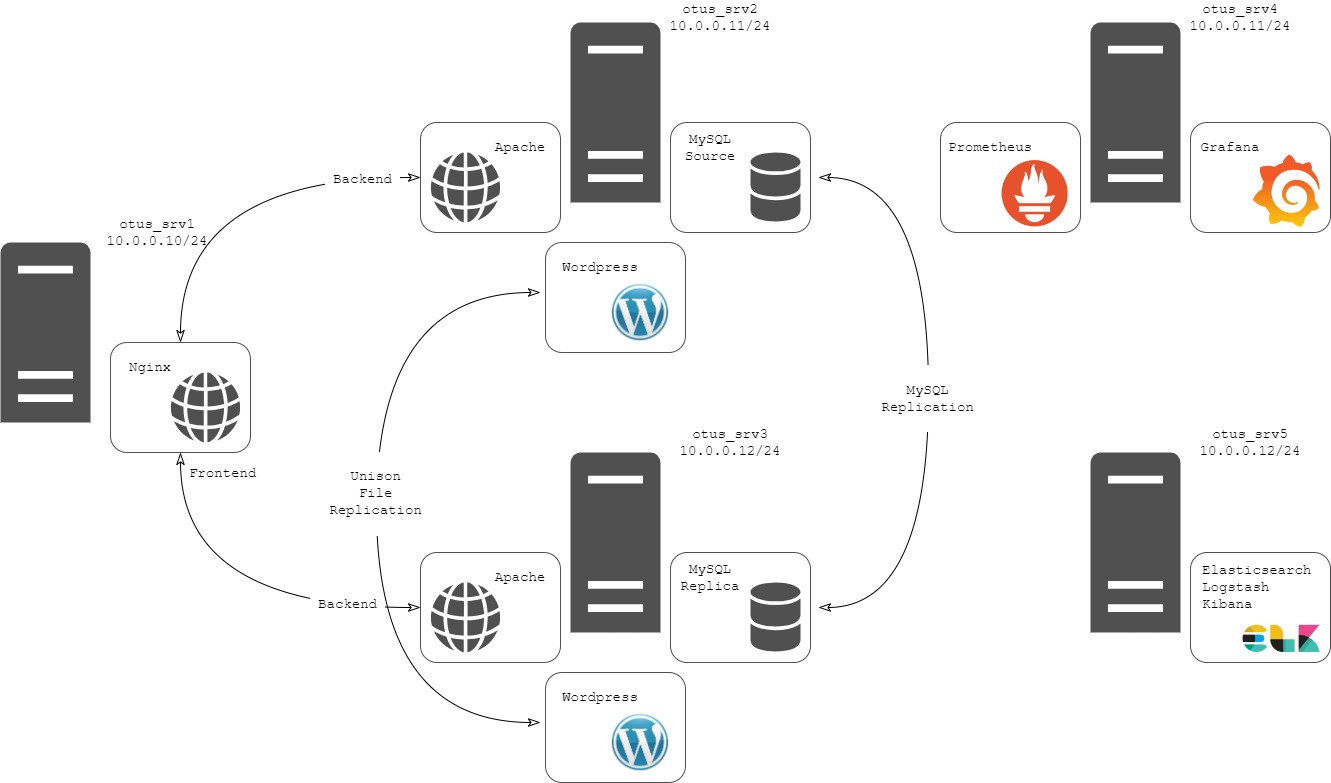 otus_srv2
10.0.0.11/24
otus_srv4
10.0.0.11/24
Apache
MySQL
Source
Prometheus
Grafana
Backend
otus_srv1
10.0.0.10/24
Wordpress
Nginx
MySQL
Replication
otus_srv3
10.0.0.12/24
otus_srv5
10.0.0.12/24
Frontend
Unison
File
Replication
Apache
MySQL
Replica
Elasticsearch
Logstash
Kibana
Backend
Wordpress